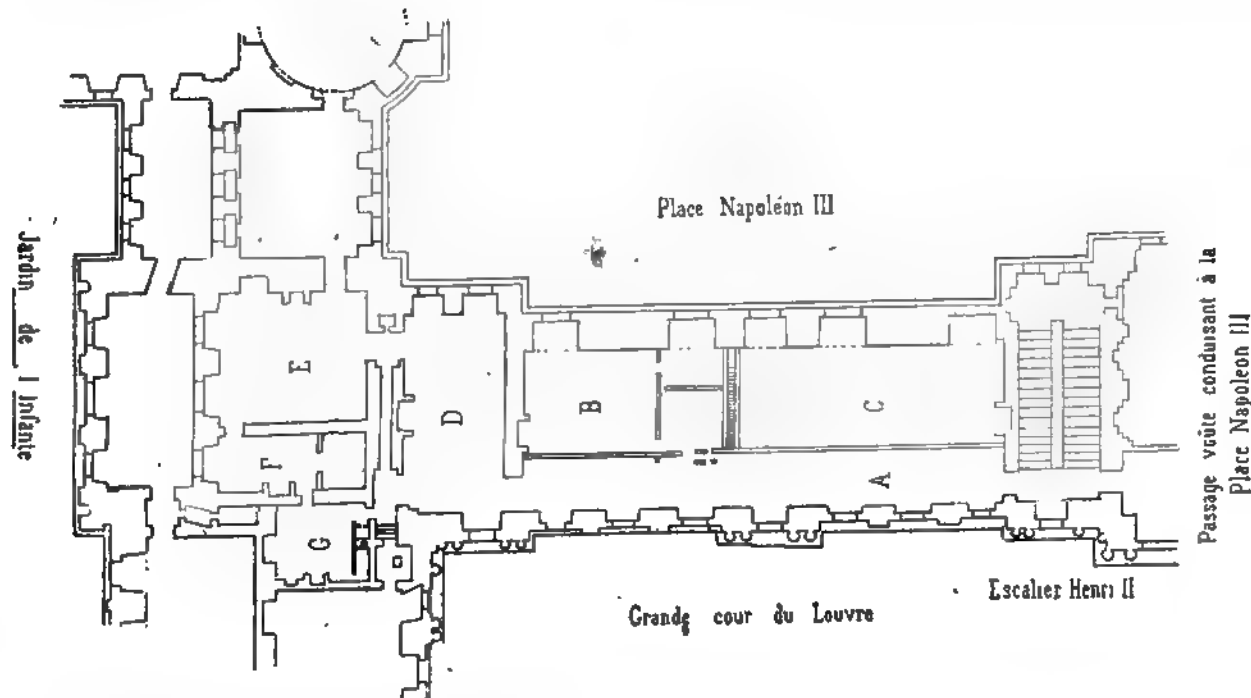 Place Napoléon III
Jardin de l'Infante
Passage voûte conduisant à la
Place Napoléon III
E
D
B
C
F
A
G
Escalier Henri II
Grande cour du Louvre